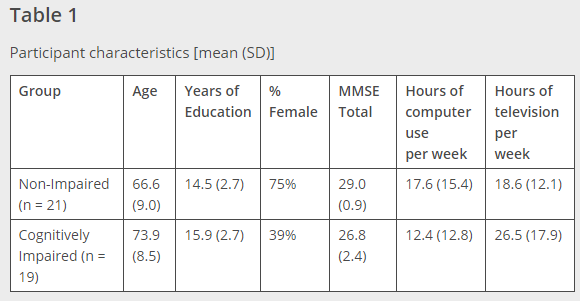 Table 1
Participant characteristics [mean (SD)]
Group Age Years of Education % Female MMSE Total Hours of computer use per week Hours of television per week
Non-Impaired (n = 21) 66.6 (9.0) 14.5 (2.7) 75% 29.0 (0.9) 17.6 (15.4) 18.6 (12.1)
Cognitively Impaired (n = 19) 73.9 (8.5) 15.9 (2.7) 39% 26.8 (2.4) 12.4 (12.8) 26.5 (17.9)